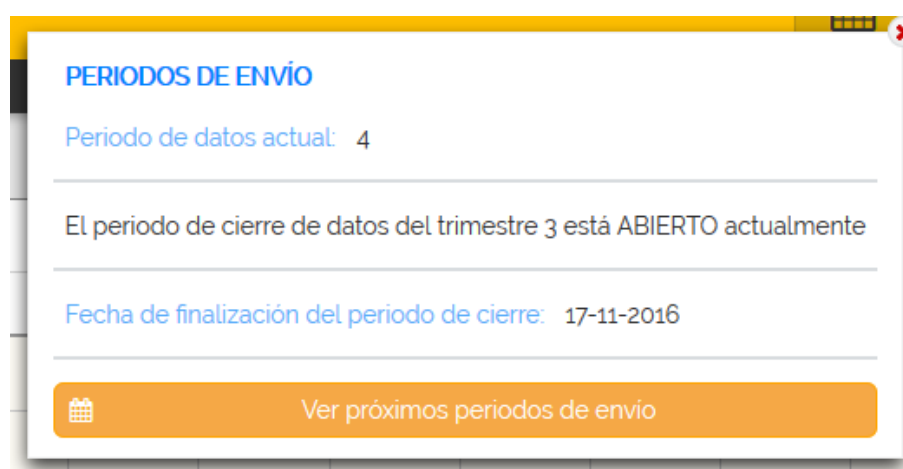 PERIODOS DE ENVÍO
Periodo de datos actual: 4
El periodo de cierre de datos del trimestre 3 está ABIERTO actualmente
Fecha de finalización del periodo de cierre: 17-11-2016
Ver próximos periodos de envío